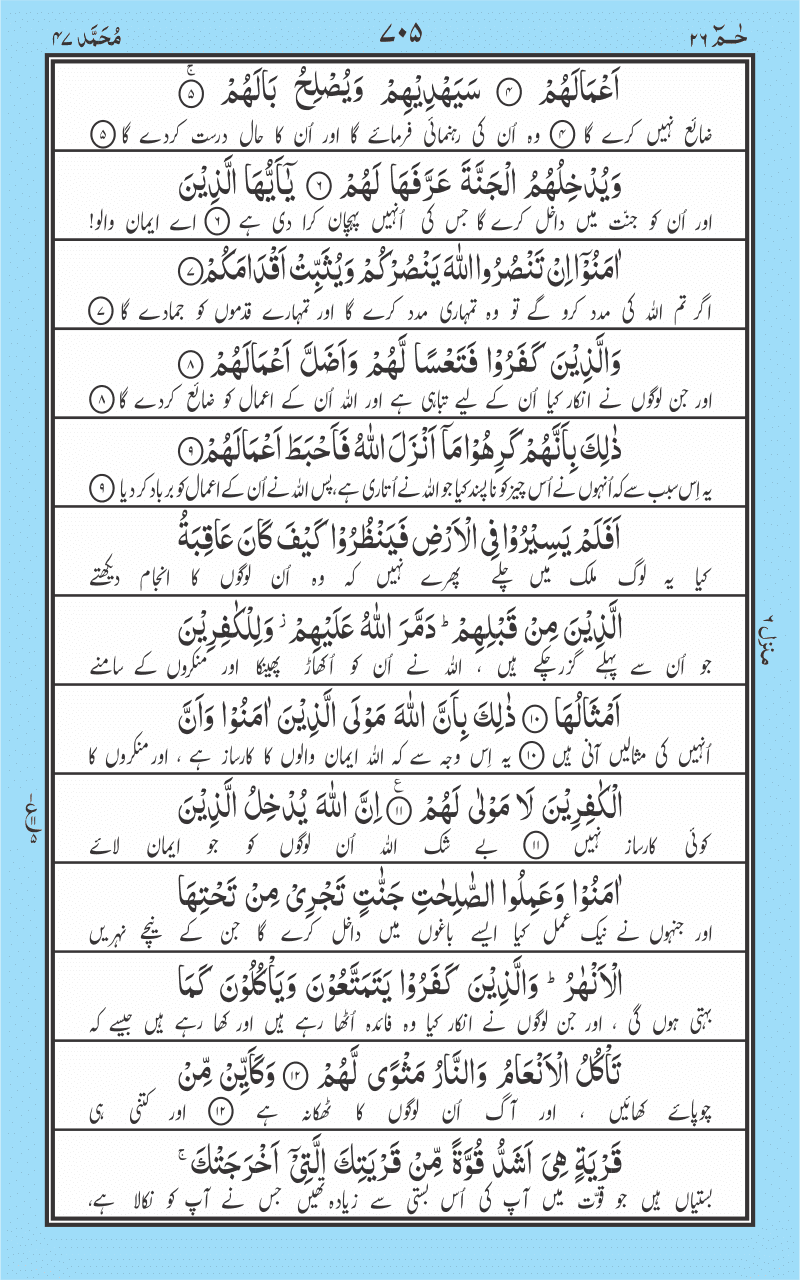 مُحَمَّد ۴۷ ۷۰۵ حٰـمٓ ۲۶
اَعْمَالَهُمْ ۴ سَيَهْدِيْهِمْ وَيُصْلِحُ بَالَهُمْ ۚ ۵
ضائع نہیں کرے گا ۴ وہ اُن کی رہنمائی فرمائے گا اور اُن کا حال درست کردے گا ۵
وَيُدْخِلُهُمُ الْجَنَّةَ عَرَّفَهَا لَهُمْ ۶ يٰۤاَيُّهَا الَّذِيْنَ
اور اُن کو جنّت میں داخل کرے گا جس کی اُنہیں پہچان کرا دی ہے ۶ اے ایمان والو!
اٰمَنُوْۤا اِنْ تَنْصُرُوا اللّٰهَ يَنْصُرْكُمْ وَيُثَبِّتْ اَقْدَامَكُمْ ۷
اگر تم اللہ کی مدد کرو گے تو وہ تمہاری مدد کرے گا اور تمہارے قدموں کو جمادے گا ۷
وَالَّذِيْنَ كَفَرُوْا فَتَعْسًا لَّهُمْ وَاَضَلَّ اَعْمَالَهُمْ ۸
اور جن لوگوں نے انکار کیا اُن کے لیے تباہی ہے اور اللہ اُن کے اعمال کو ضائع کردے گا ۸
ذٰلِكَ بِاَنَّهُمْ كَرِهُوْا مَاۤ اَنْزَلَ اللّٰهُ فَاَحْبَطَ اَعْمَالَهُمْ ۹
یہ اِس سبب سے کہ اُنہوں نے اُس چیز کو ناپسند کیا جو اللہ نے اُتاری ہے، پس اللہ نے اُن کے اعمال کو برباد کر دیا ۹
اَفَلَمْ يَسِيْرُوْا فِى الْاَرْضِ فَيَنْظُرُوْا كَيْفَ كَانَ عَاقِبَةُ
کیا یہ لوگ ملک میں چلے پھرے نہیں کہ وہ اُن لوگوں کا انجام دیکھتے
الَّذِيْنَ مِنْ قَبْلِهِمْ ؕ دَمَّرَ اللّٰهُ عَلَيْهِمْ ؗ وَلِلْكٰفِرِيْنَ
جو اُن سے پہلے گزرچکے ہیں ، اللہ نے اُن کو اُکھاڑ پھینکا اور منکروں کے سامنے
اَمْثَالُهَا ۱۰ ذٰلِكَ بِاَنَّ اللّٰهَ مَوْلَى الَّذِيْنَ اٰمَنُوْا وَاَنَّ
اُنہیں کی مثالیں آنی ہیں ۱۰ یہ اِس وجہ سے کہ اللہ ایمان والوں کا کارساز ہے ، اور منکروں کا
الْكٰفِرِيْنَ لَا مَوْلٰى لَهُمْ ۱۱ ع اِنَّ اللّٰهَ يُدْخِلُ الَّذِيْنَ
کوئی کارساز نہیں ۱۱ بے شک اللہ اُن لوگوں کو جو ایمان لائے
اٰمَنُوْا وَعَمِلُوا الصّٰلِحٰتِ جَنّٰتٍ تَجْرِىْ مِنْ تَحْتِهَا
اور جنہوں نے نیک عمل کیا ایسے باغوں میں داخل کرے گا جن کے نیچے نہریں
الْاَنْهٰرُ ؕ وَالَّذِيْنَ كَفَرُوْا يَتَمَتَّعُوْنَ وَيَاْكُلُوْنَ كَمَا
بہتی ہوں گی ، اور جن لوگوں نے انکار کیا وہ فائدہ اُٹھا رہے ہیں اور کھا رہے ہیں جیسے کہ
تَاْكُلُ الْاَنْعَامُ وَالنَّارُ مَثْوًى لَّهُمْ ۱۲ وَكَاَيِّنْ مِّنْ
چوپائے کھائیں ، اور آگ اُن لوگوں کا ٹھکانہ ہے ۱۲ اور کتنی ہی
قَرْيَةٍ هِىَ اَشَدُّ قُوَّةً مِّنْ قَرْيَتِكَ الَّتِىْۤ اَخْرَجَتْكَ ۚ
بستیاں ہیں جو قوّت میں آپ کی اُس بستی سے زیادہ تھیں جس نے آپ کو نکالا ہے،
منزل ۶